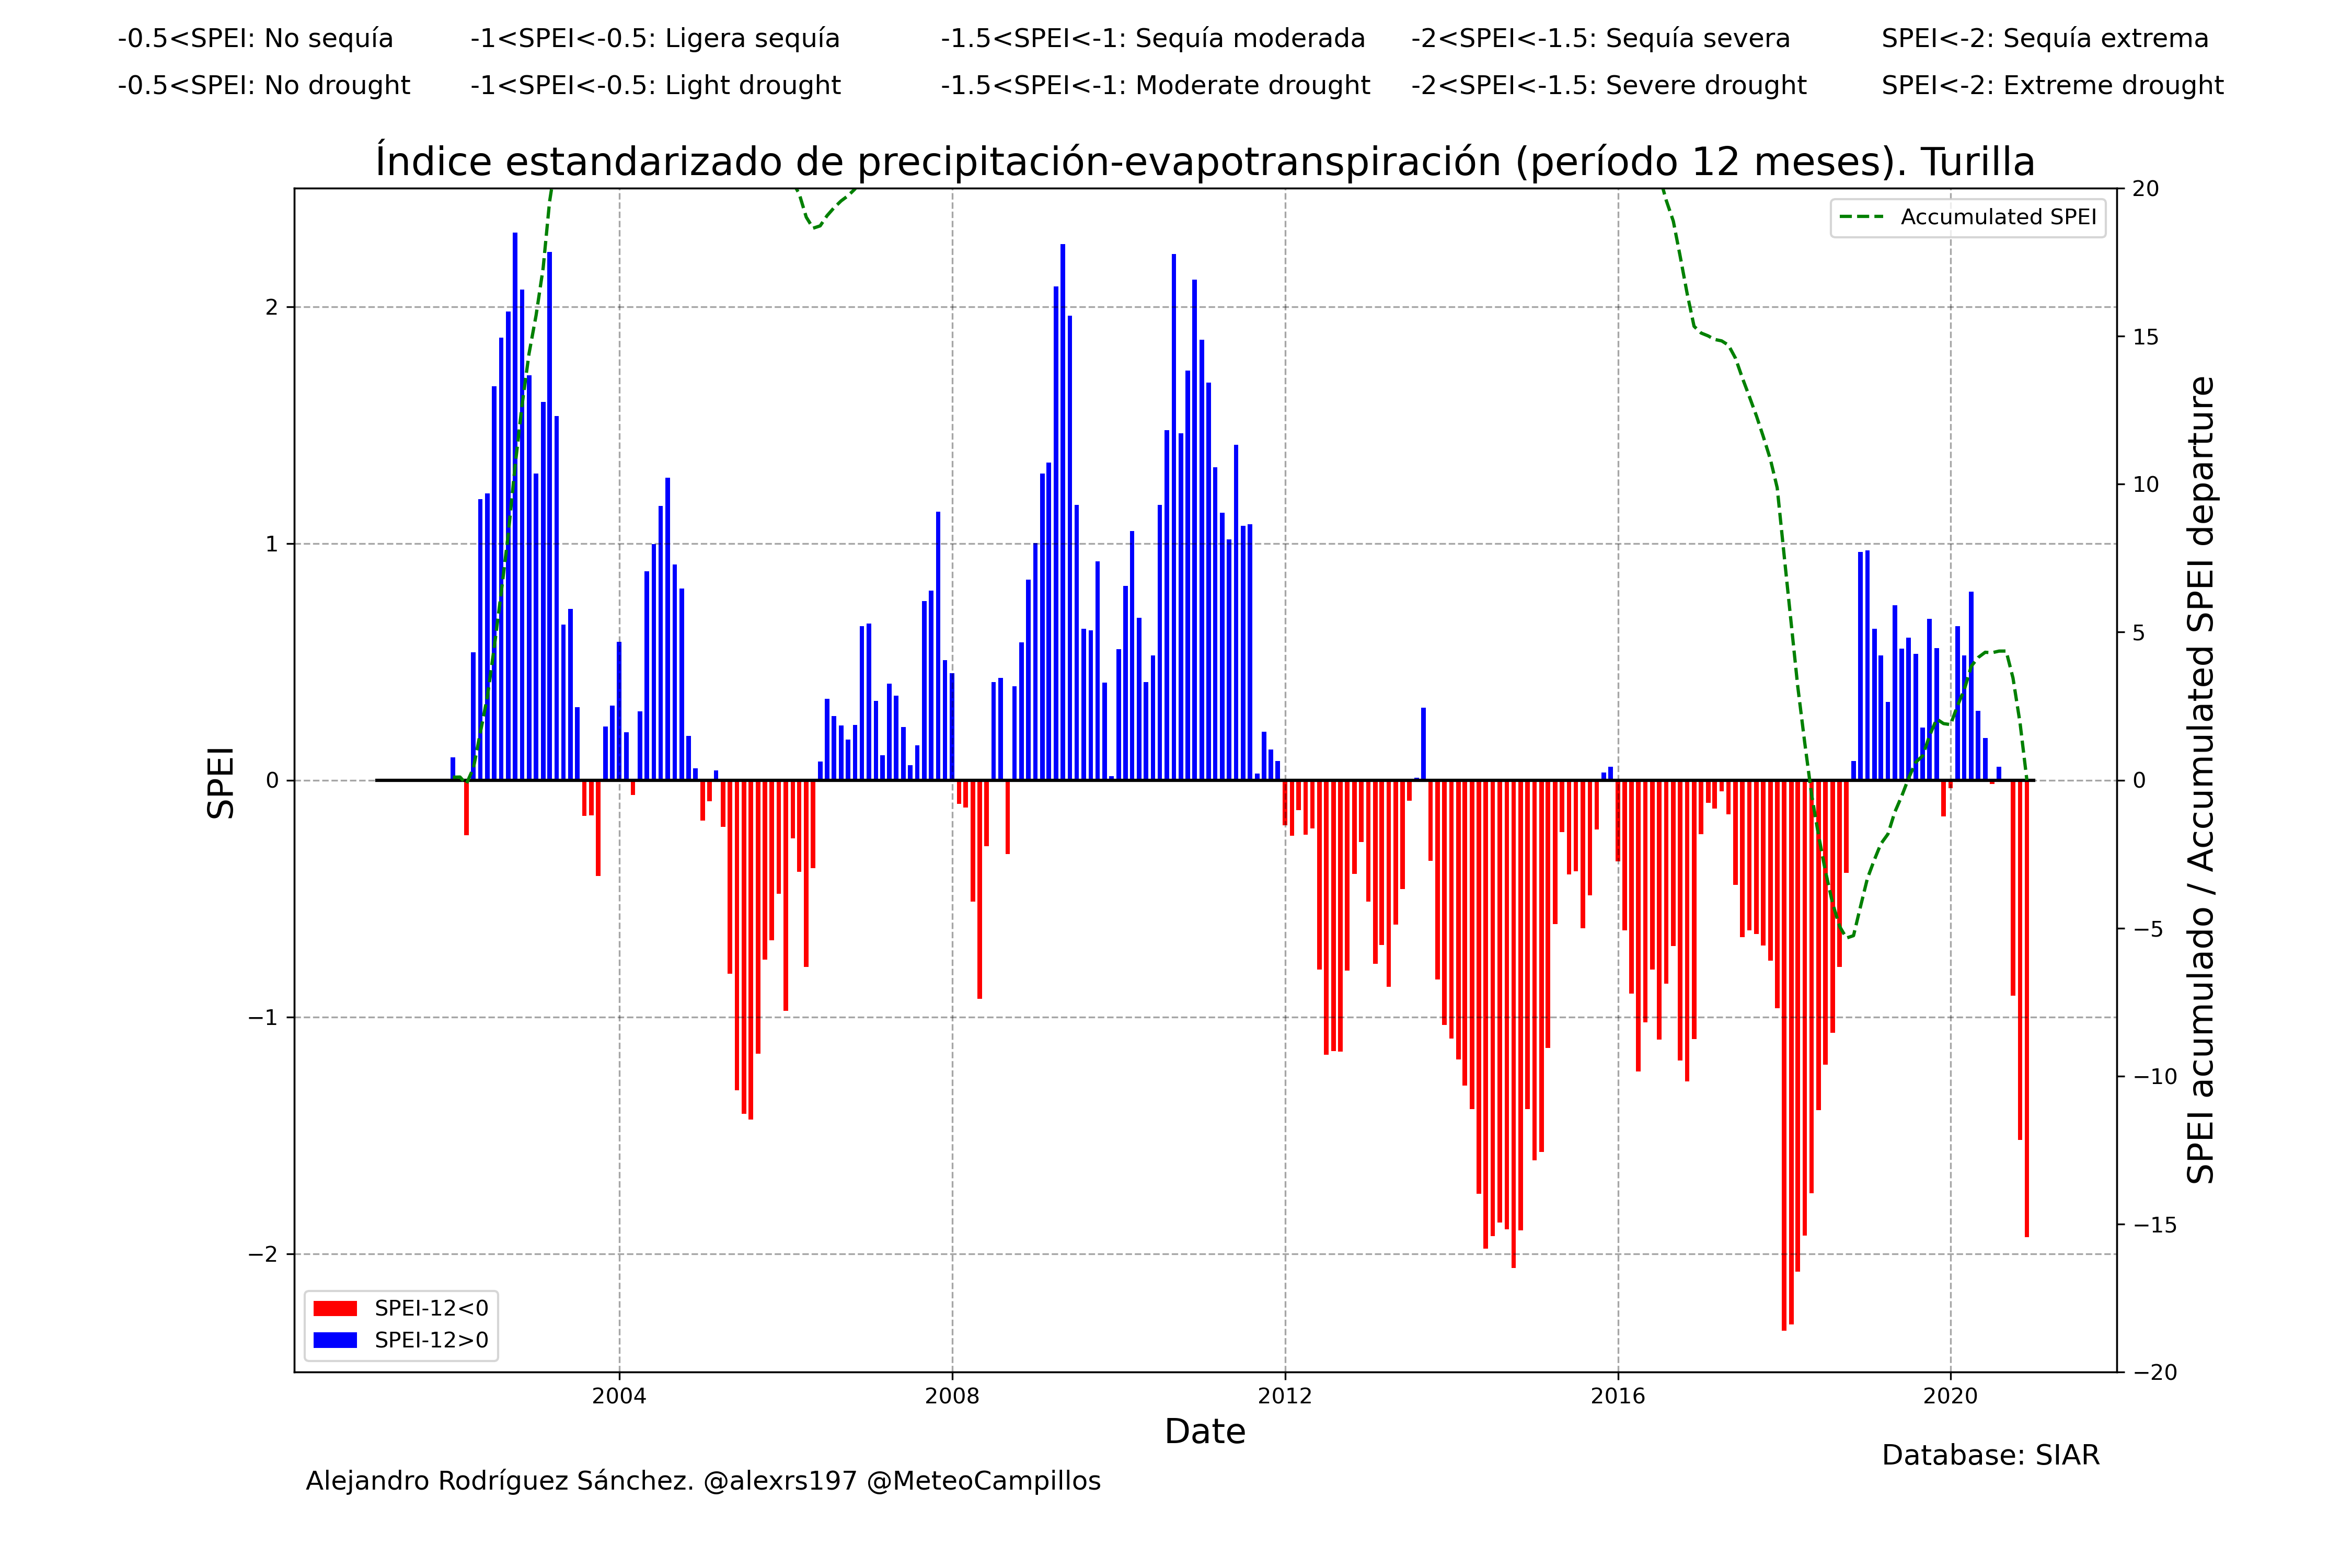 -0.5<SPEI: No sequía -1<SPEI<-0.5: Ligera sequía -1.5<SPEI<-1: Sequía moderada -2<SPEI<-1.5: Sequía severa SPEI<-2: Sequía extrema
-0.5<SPEI: No drought -1<SPEI<-0.5: Light drought -1.5<SPEI<-1: Moderate drought -2<SPEI<-1.5: Severe drought SPEI<-2: Extreme drought
Índice estandarizado de precipitación-evapotranspiración (período 12 meses). Turilla
Accumulated SPEI
2
1
0
−1
−2
SPEI
20
15
10
5
0
−5
−10
−15
−20
SPEI acumulado / Accumulated SPEI departure
SPEI-12<0
SPEI-12>0
2004 2008 2012 2016 2020
Date
Database: SIAR
Alejandro Rodríguez Sánchez. @alexrs197 @MeteoCampillos